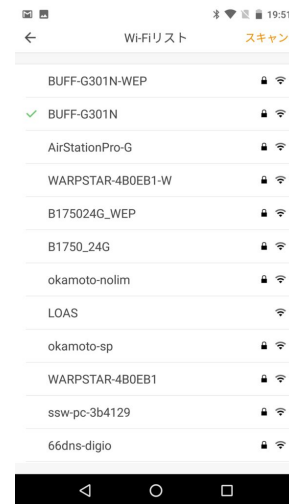 19:51
Wi-Fiリスト スキャン
BUFF-G301N-WEP
BUFF-G301N
AirStationPro-G
WARPSTAR-4B0EB1-W
B175024G_WEP
B1750_24G
okamoto-nolim
LOAS
okamoto-sp
WARPSTAR-4B0EB1
ssw-pc-3b4129
66dns-digio